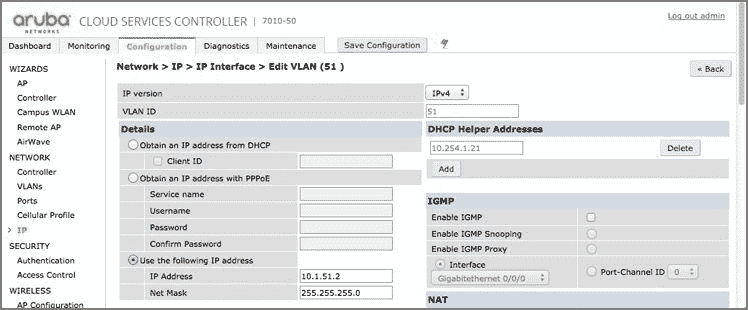 aruba NETWORKS CLOUD SERVICES CONTROLLER | 7010-50
Log out admin
Dashboard Monitoring Configuration Diagnostics Maintenance Save Configuration
WIZARDS
AP
Controller
Campus WLAN
Remote AP
AirWave
NETWORK
Controller
VLANs
Ports
Cellular Profile
> IP
SECURITY
Authentication
Access Control
WIRELESS
AP Configuration
Network > IP > IP Interface > Edit VLAN (51 )
« Back
IP version IPv4
VLAN ID 51
Details
Obtain an IP address from DHCP
Client ID
Obtain an IP address with PPPoE
Service name
Username
Password
Confirm Password
Use the following IP address
IP Address 10.1.51.2
Net Mask 255.255.255.0
DHCP Helper Addresses
10.254.1.21 Delete
Add
IGMP
Enable IGMP
Enable IGMP Snooping
Enable IGMP Proxy
Interface
Gigabitethernet 0/0/0
Port-Channel ID 0
NAT